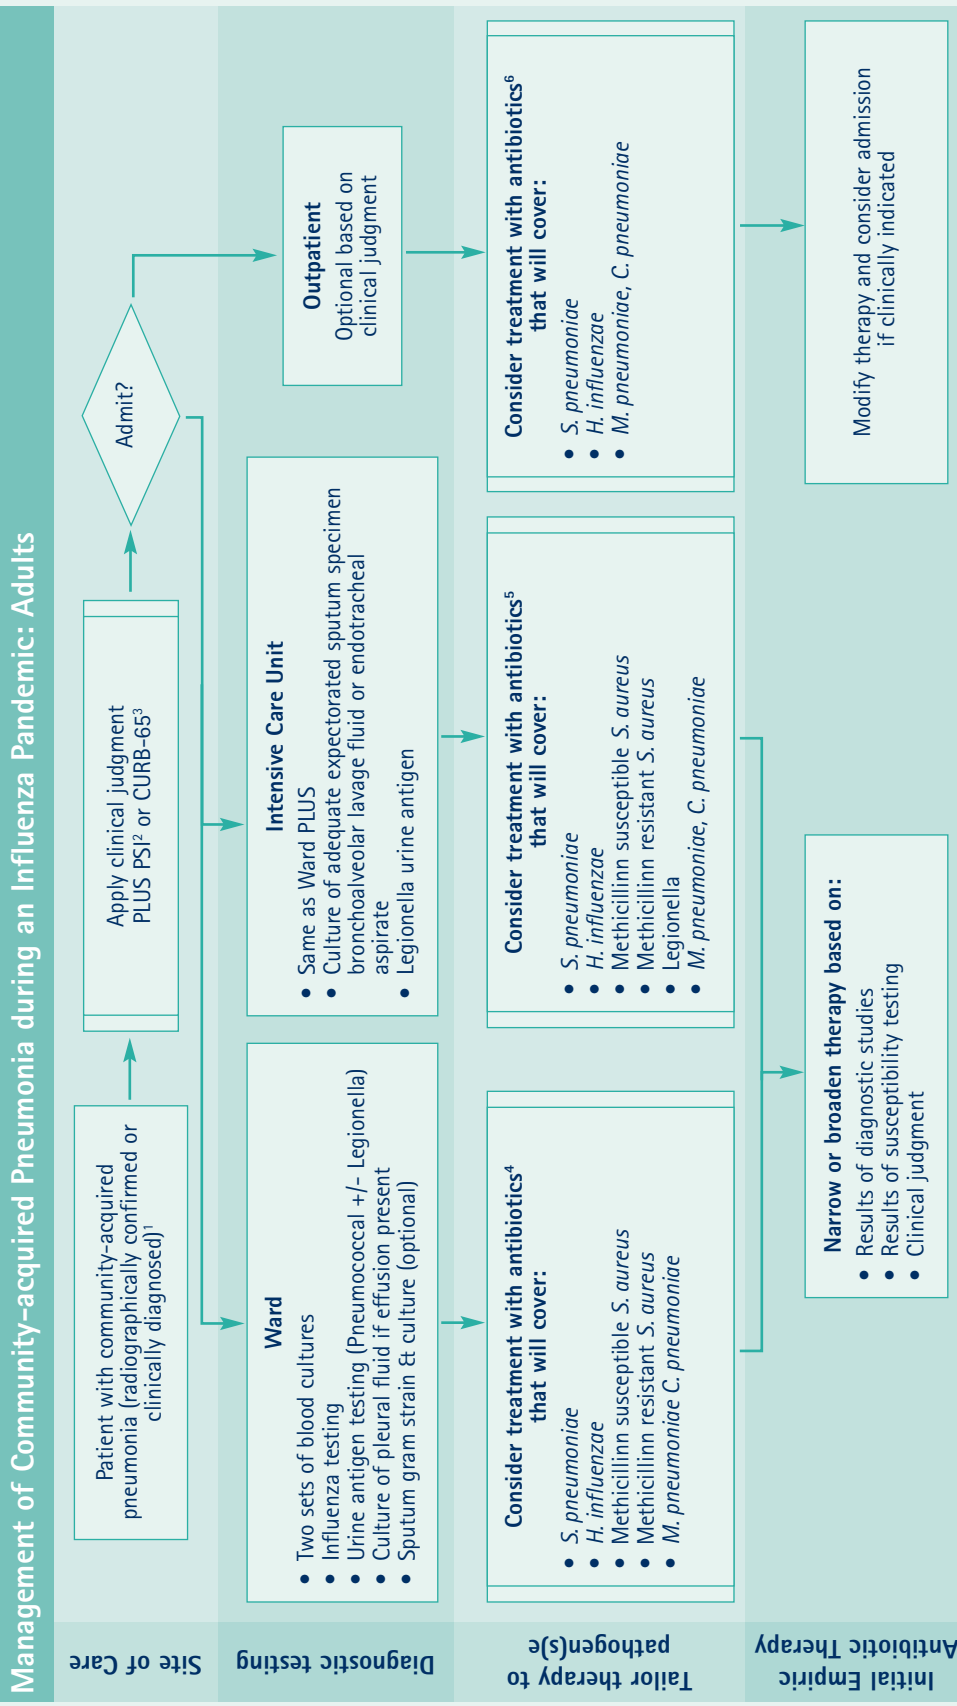 Management of Community-acquired Pneumonia during an Influenza Pandemic: Adults
Site of Care
Patient with community-acquired
pneumonia (radiographically confirmed or
clinically diagnosed)¹
Apply clinical judgment
PLUS PSI² or CURB-65³
Admit?
Diagnostic testing
Ward
• Two sets of blood cultures
• Influenza testing
• Urine antigen testing (Pneumococcal +/- Legionella)
• Culture of pleural fluid if effusion present
• Sputum gram strain & culture (optional)
Intensive Care Unit
• Same as Ward PLUS
• Culture of adequate expectorated sputum specimen
bronchoalveolar lavage fluid or endotracheal
aspirate
• Legionella urine antigen
Outpatient
Optional based on
clinical judgment
Tailor therapy to
pathogen(s)e
Consider treatment with antibiotics⁴
that will cover:
• S. pneumoniae
• H. influenzae
• Methicillinn susceptible S. aureus
• Methicillinn resistant S. aureus
• M. pneumoniae C. pneumoniae
Consider treatment with antibiotics⁵
that will cover:
• S. pneumoniae
• H. influenzae
• Methicillinn susceptible S. aureus
• Methicillinn resistant S. aureus
• Legionella
• M. pneumoniae, C. pneumoniae
Consider treatment with antibiotics⁶
that will cover:
• S. pneumoniae
• H. influenzae
• M. pneumoniae, C. pneumoniae
Initial Empiric
Antibiotic Therapy
Narrow or broaden therapy based on:
• Results of diagnostic studies
• Results of susceptibility testing
• Clinical judgment
Modify therapy and consider admission
if clinically indicated